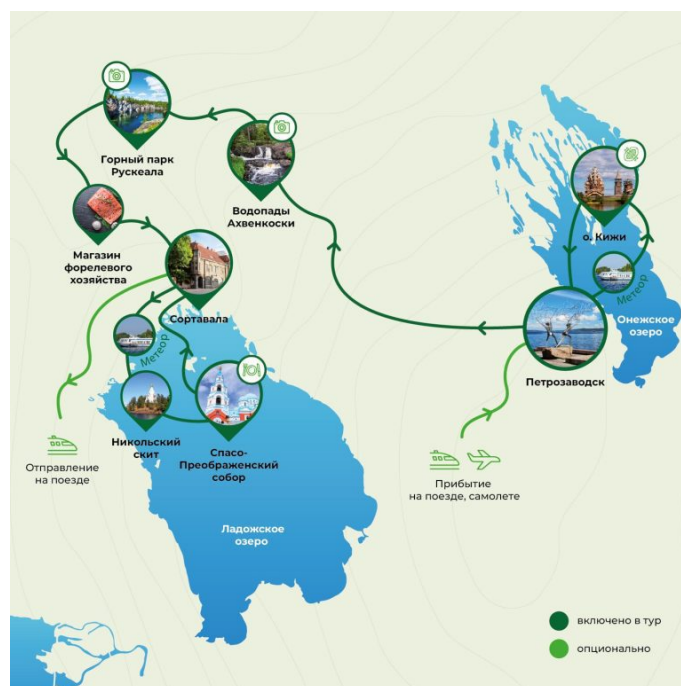 Горный парк
Рускеала
Водопады
Ахвенкоски
о. Кижи
Магазин
форелевого
хозяйства
Метеор
Сортавала
Онежское
озеро
Метеор
Петрозаводск
Никольский
скит
Спасо-
Преображенский
собор
Отправление
на поезде
Прибытие
на поезде, самолете
Ладожское
озеро
включено в тур
опционально